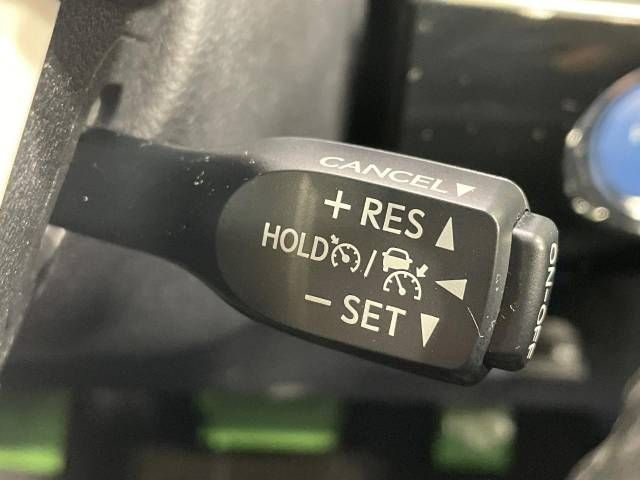 CANCEL▼
+ RES ▲
HOLD / ◀
− SET ▼
ON-OFF